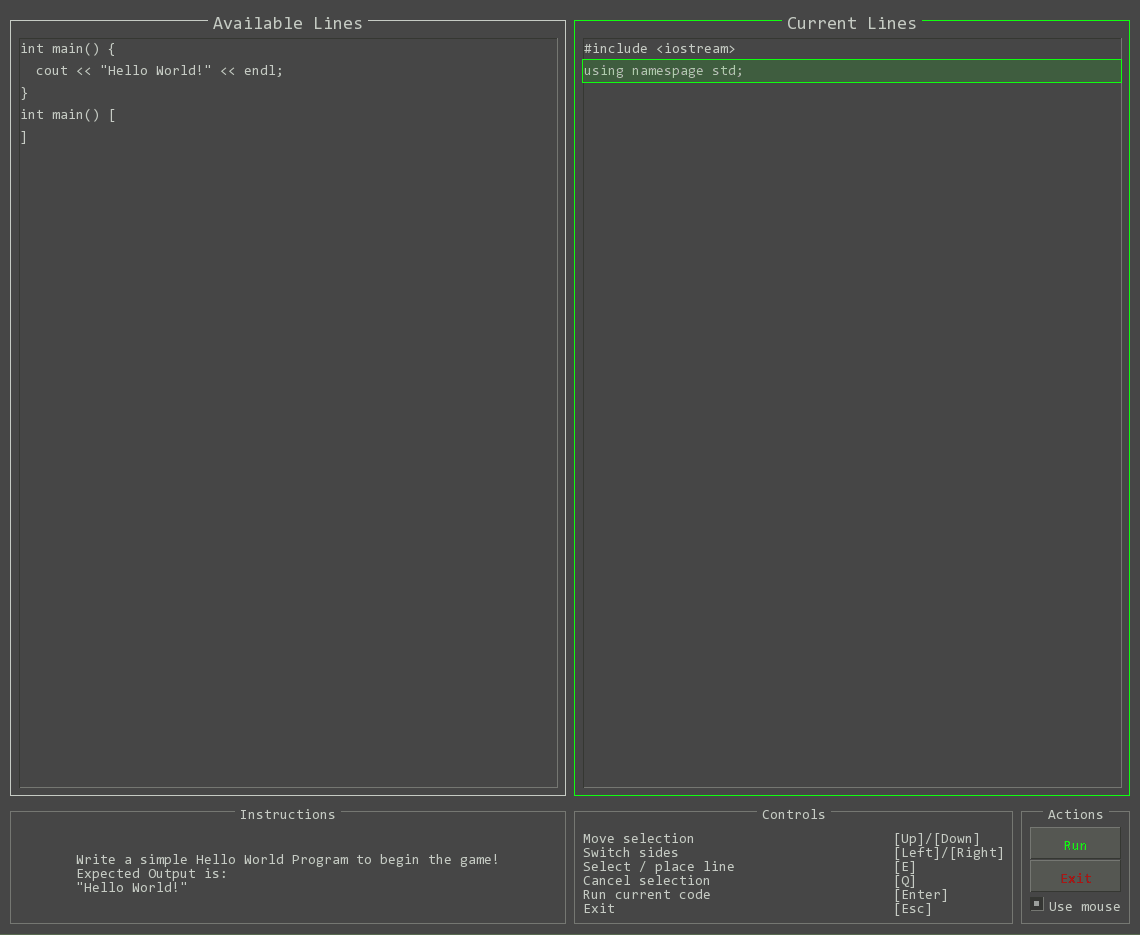 Available Lines
int main() {
  cout << "Hello World!" << endl;
}
int main() [
]
Current Lines
#include <iostream>
using namespage std;
Instructions
Write a simple Hello World Program to begin the game!
Expected Output is:
"Hello World!"
Controls
Move selection [Up]/[Down]
Switch sides [Left]/[Right]
Select / place line [E]
Cancel selection [Q]
Run current code [Enter]
Exit [Esc]
Actions
Run
Exit
Use mouse